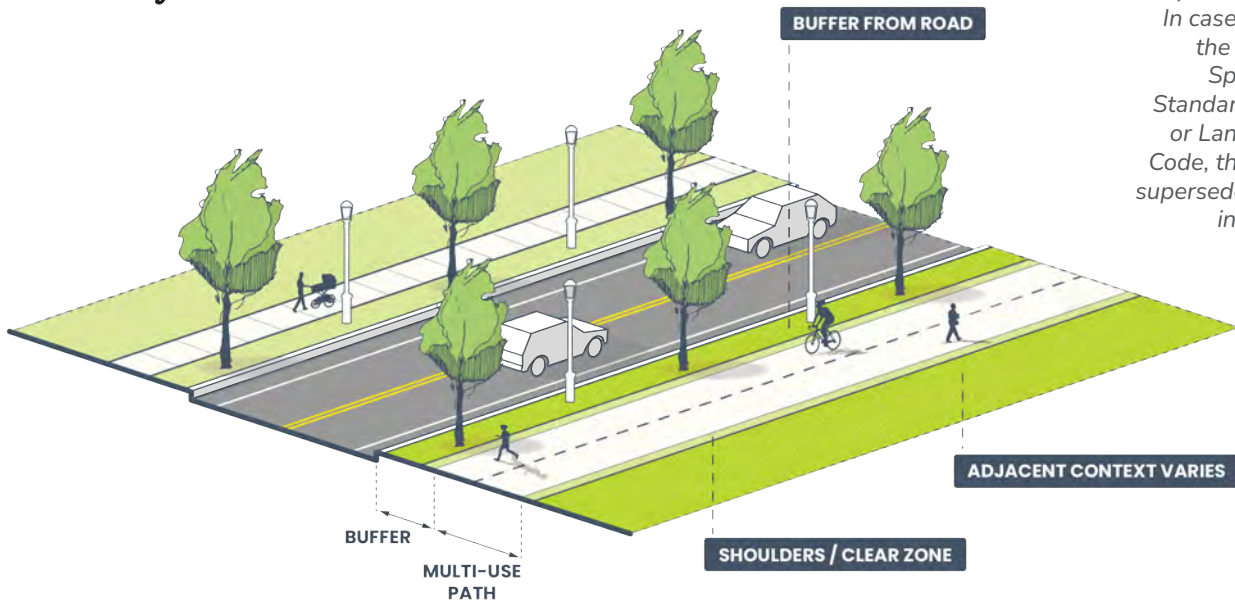 BUFFER FROM ROAD
In case
the
Sp
Standar
or Lan
Code, th
supersede
in
ADJACENT CONTEXT VARIES
SHOULDERS / CLEAR ZONE
BUFFER
MULTI-USE
PATH